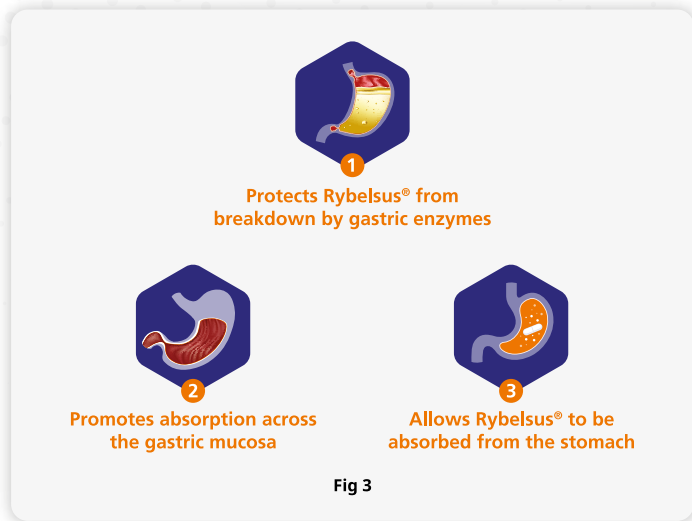 1
Protects Rybelsus® from
breakdown by gastric enzymes
2
Promotes absorption across
the gastric mucosa
3
Allows Rybelsus® to be
absorbed from the stomach
Fig 3